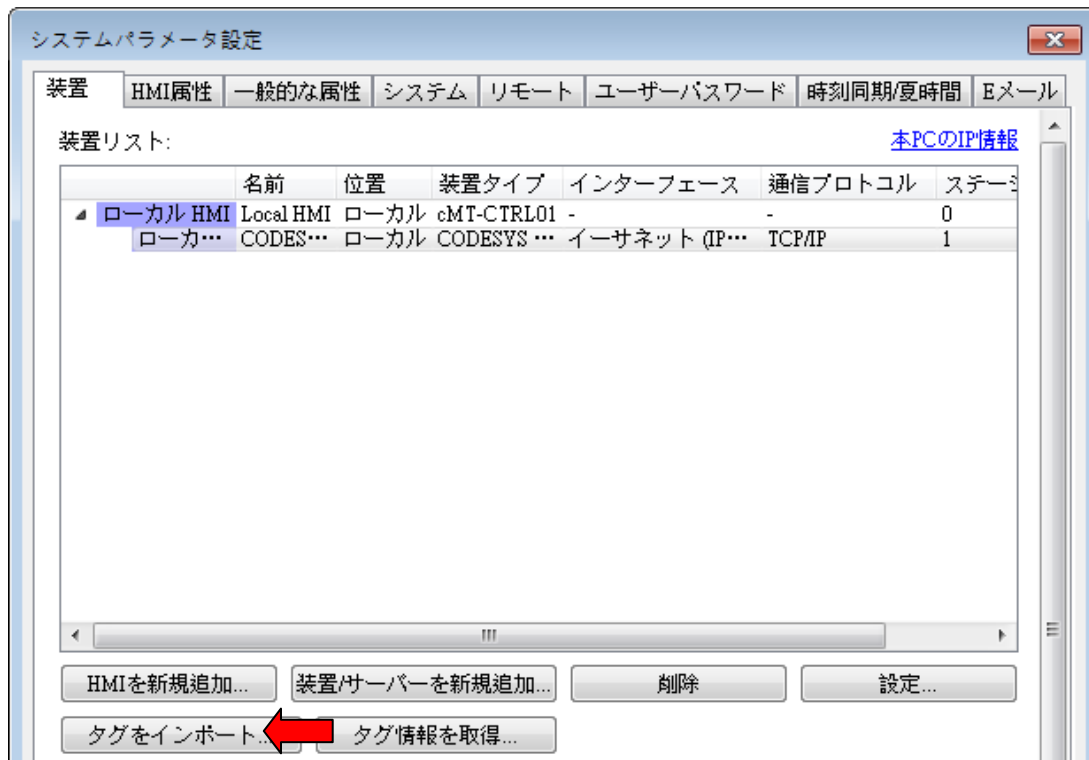 システムパラメータ設定
装置 HMI属性 一般的な属性 システム リモート ユーザーパスワード 時刻同期/夏時間 Eメール
装置リスト: 本PCのIP情報
名前 位置 装置タイプ インターフェース 通信プロトコル ステーシ
ローカル HMI Local HMI ローカル cMT-CTRL01 - - 0
ローカ… CODES… ローカル CODESYS … イーサネット (IP… TCP/IP 1
HMIを新規追加... 装置/サーバーを新規追加... 削除 設定...
タグをインポート... タグ情報を取得...